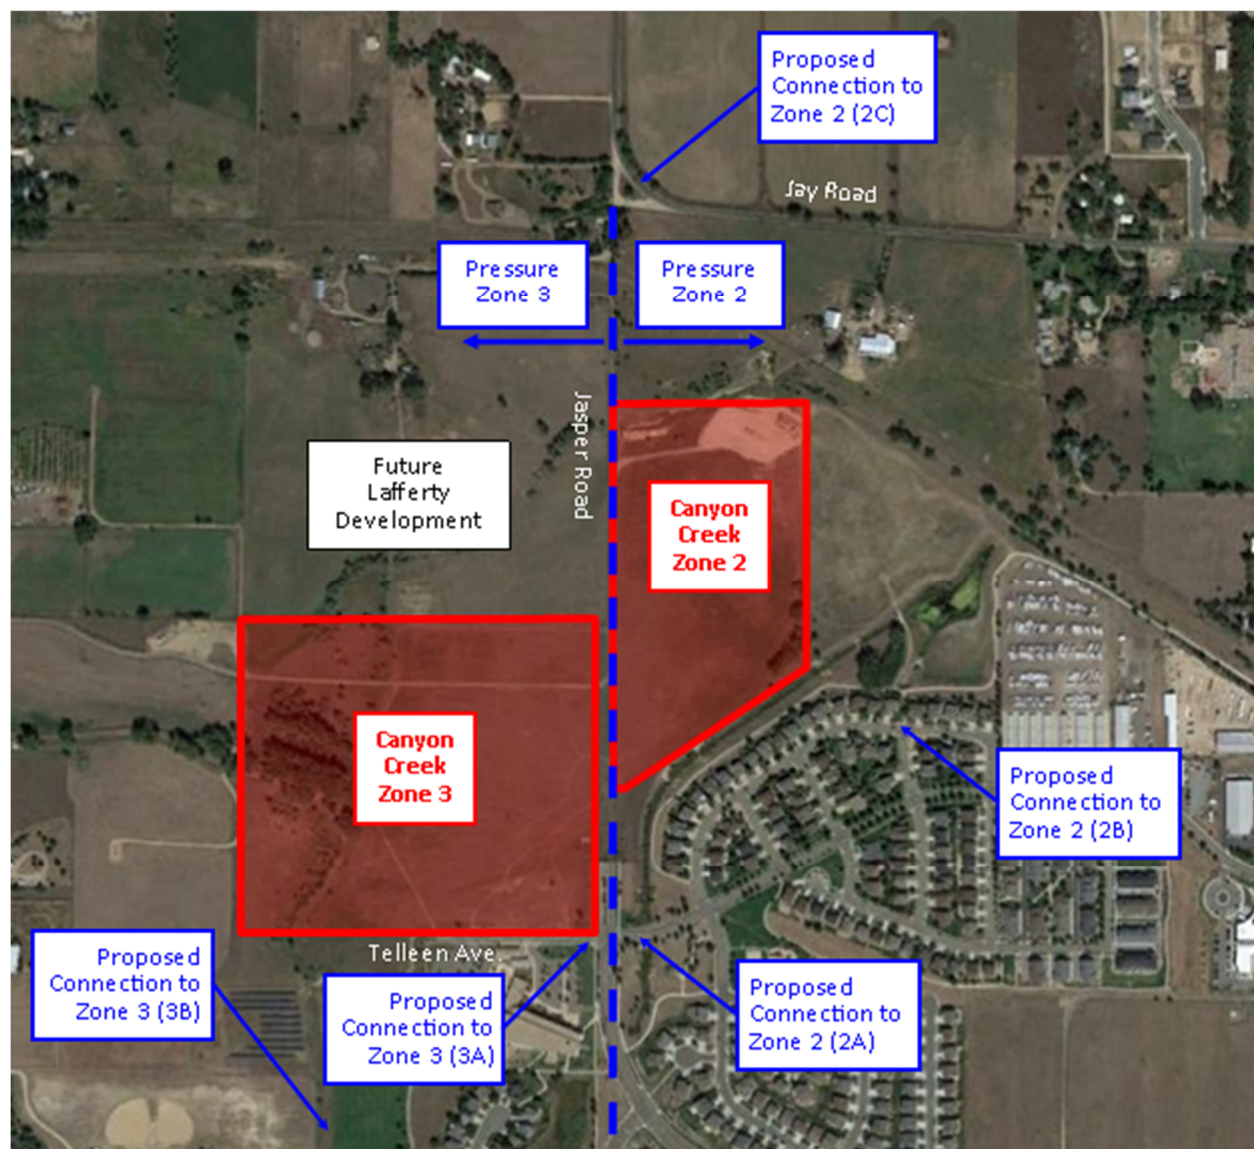 Proposed
Connection to
Zone 2 (2C)
Jay Road
Pressure
Zone 3
Pressure
Zone 2
Jasper Road
Future
Lafferty
Development
Canyon
Creek
Zone 2
Canyon
Creek
Zone 3
Proposed
Connection to
Zone 2 (2B)
Telleen Ave.
Proposed
Connection to
Zone 3 (3B)
Proposed
Connection to
Zone 3 (3A)
Proposed
Connection to
Zone 2 (2A)